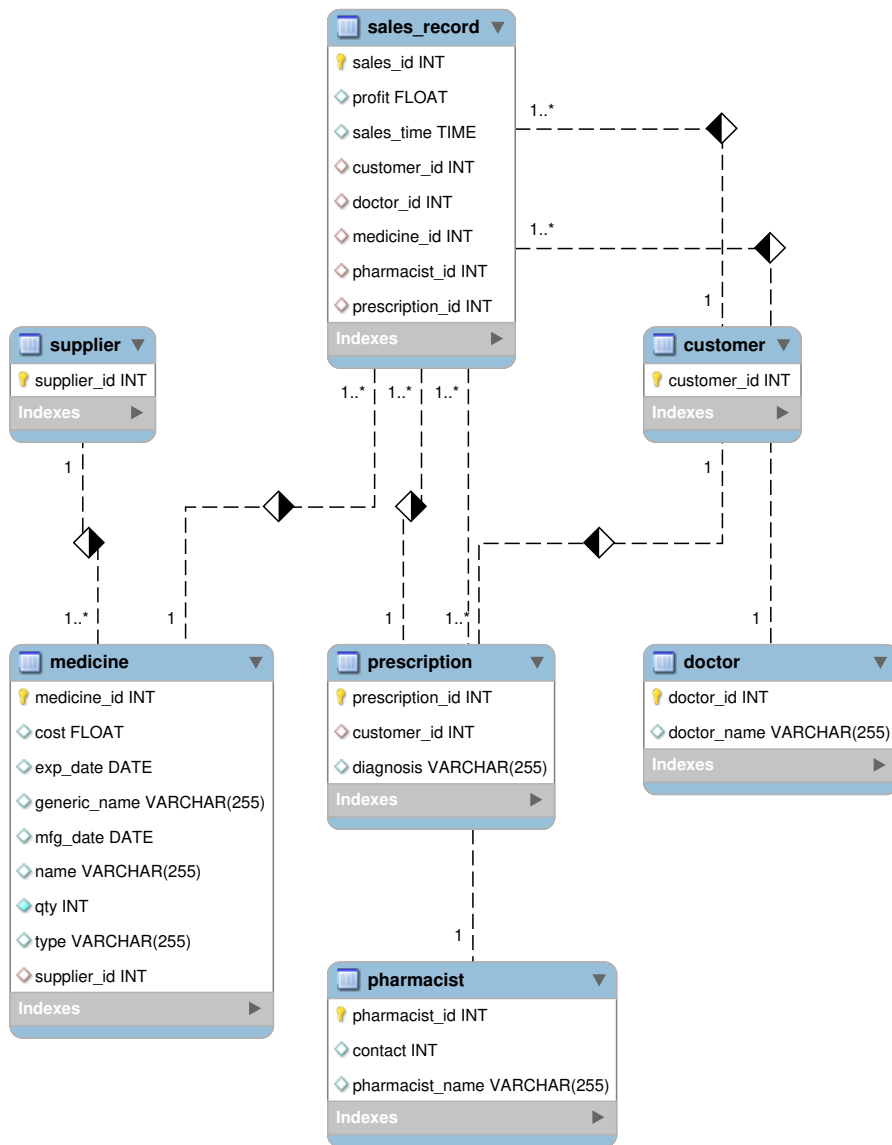 sales_record
sales_id INT
profit FLOAT
sales_time TIME
customer_id INT
doctor_id INT
medicine_id INT
pharmacist_id INT
prescription_id INT
Indexes
1..*
1..*
1
supplier
supplier_id INT
Indexes
customer
customer_id INT
Indexes
1..*
1..*
1..*
1
1
1..*
1
1
1..*
1
medicine
medicine_id INT
cost FLOAT
exp_date DATE
generic_name VARCHAR(255)
mfg_date DATE
name VARCHAR(255)
qty INT
type VARCHAR(255)
supplier_id INT
Indexes
prescription
prescription_id INT
customer_id INT
diagnosis VARCHAR(255)
Indexes
doctor
doctor_id INT
doctor_name VARCHAR(255)
Indexes
1
pharmacist
pharmacist_id INT
contact INT
pharmacist_name VARCHAR(255)
Indexes